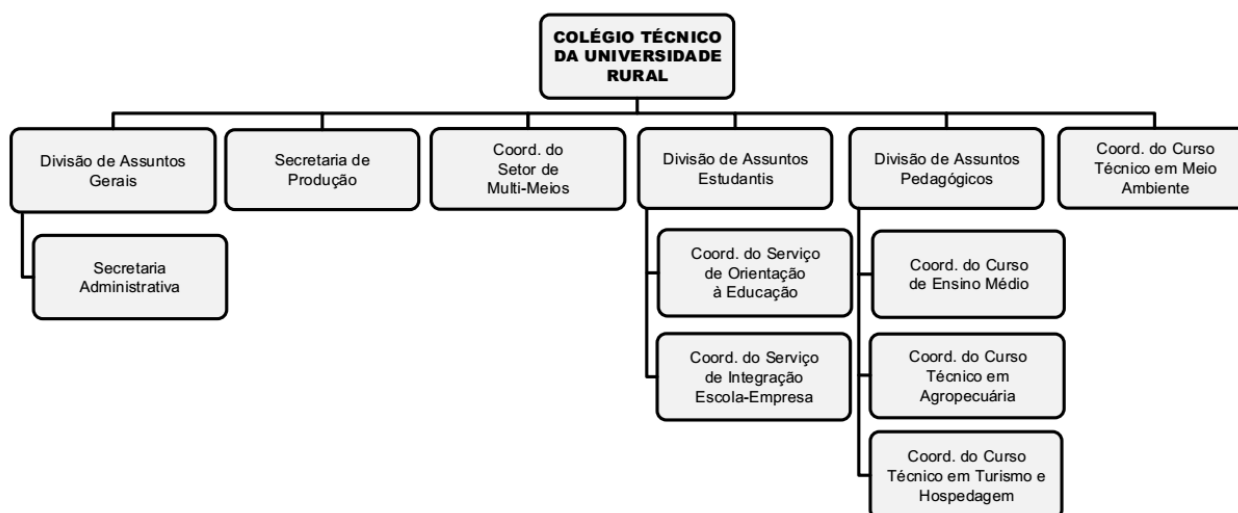 COLÉGIO TÉCNICO
DA UNIVERSIDADE
RURAL
Divisão de Assuntos
Gerais
Secretaria de
Produção
Coord. do
Setor de
Multi-Meios
Divisão de Assuntos
Estudantis
Divisão de Assuntos
Pedagógicos
Coord. do Curso
Técnico em Meio
Ambiente
Secretaria
Administrativa
Coord. do Serviço
de Orientação
à Educação
Coord. do Curso
de Ensino Médio
Coord. do Serviço
de Integração
Escola-Empresa
Coord. do Curso
Técnico em
Agropecuária
Coord. do Curso
Técnico em Turismo e
Hospedagem